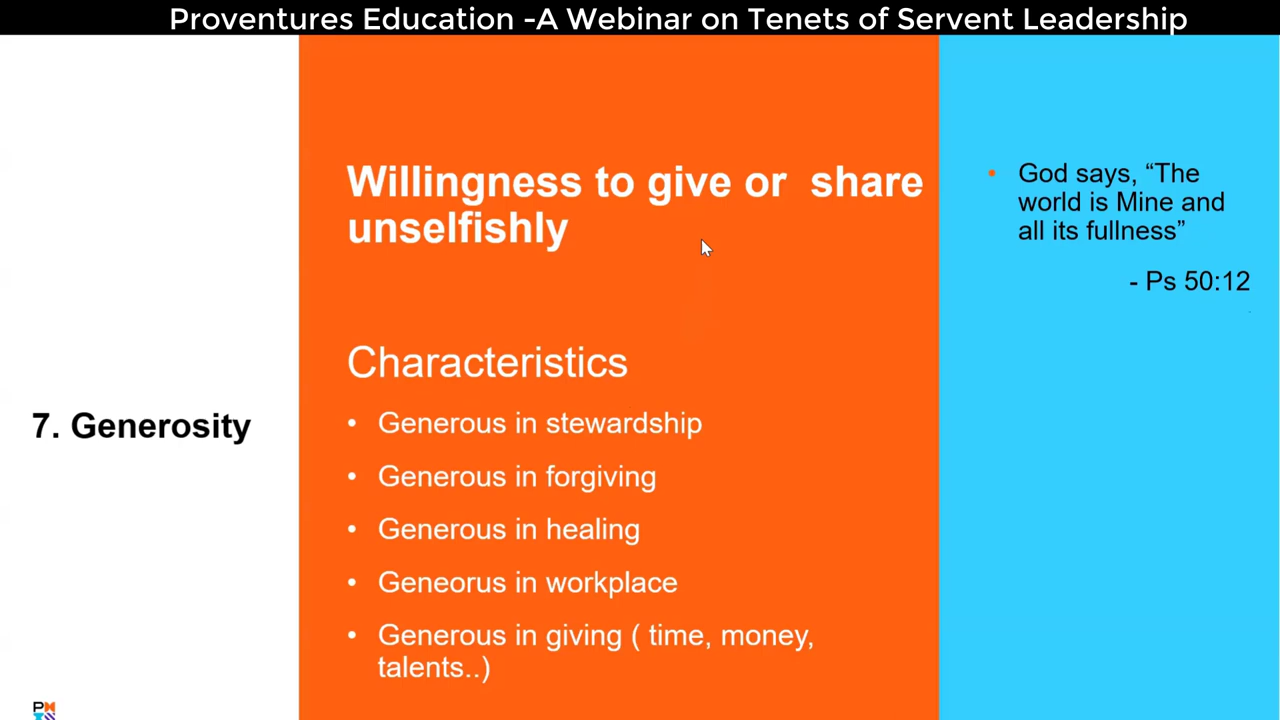 Proventures Education -A Webinar on Tenets of Servent Leadership
7. Generosity
Willingness to give or  share
unselfishly
Characteristics
• Generous in stewardship
• Generous in forgiving
• Generous in healing
• Geneorus in workplace
• Generous in giving ( time, money,
talents..)
• God says, “The
world is Mine and
all its fullness”
- Ps 50:12